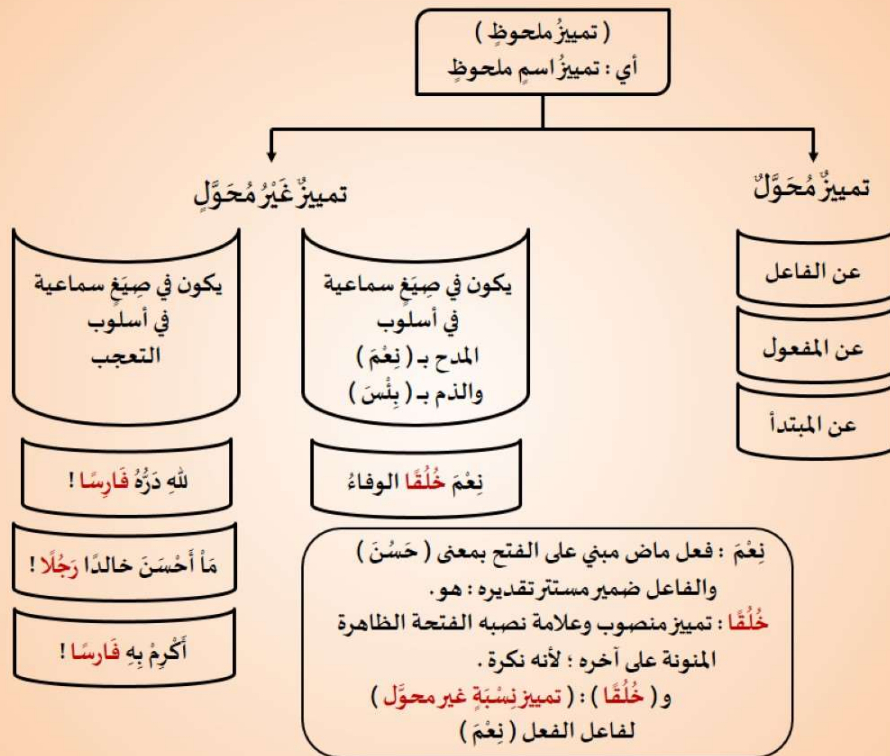 ( تمييزُ ملحوظٍ )
أي : تمييزُ اسمٍ ملحوظٍ
تمييزٌ مُحَوَّلٌ
عن الفاعل
عن المفعول
عن المبتدأ
تمييزٌ غَيْرُ مُحَوَّلٍ
يكون في صِيَغٍ سماعية
في أسلوب
المدح بـ ( نِعْمَ )
والذم بـ ( بِئْسَ )
نِعْمَ خُلُقًا الوفاءُ
يكون في صِيَغٍ سماعية
في أسلوب
التعجب
للهِ دَرُّهُ فَارِسًا !
مَاْ أَحْسَنَ خالدًا رَجُلًا !
أَكْرِمْ بِهِ فَارسًا !
نِعْمَ : فعل ماض مبني على الفتح بمعنى ( حَسُنَ )
والفاعل ضمير مستتر تقديره : هو .
خُلُقًا : تمييز منصوب وعلامة نصبه الفتحة الظاهرة
المنونة على آخره ؛ لأنه نكرة .
و ( خُلُقًا ) : ( تمييز نِسْبَةٍ غير محوَّل )
لفاعل الفعل ( نِعْمَ )